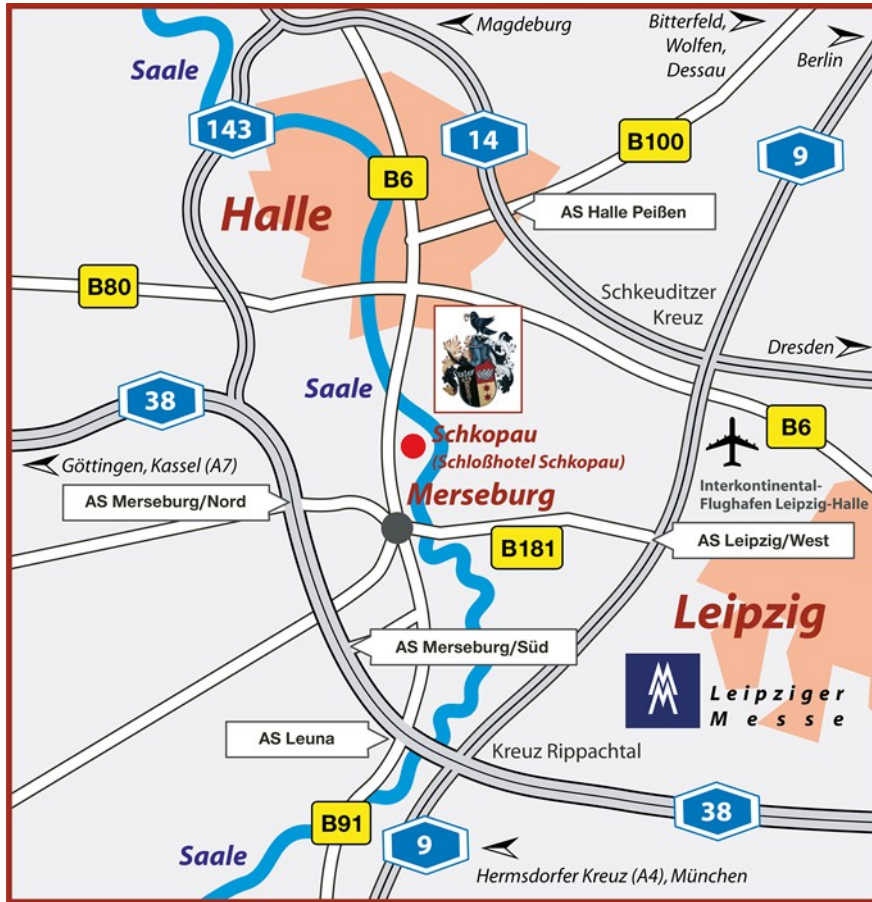 Magdeburg
Bitterfeld,
Wolfen,
Dessau
Berlin
Saale
143
14
B100
9
B6
Halle
AS Halle Peißen
B80
Schkeuditzer
Kreuz
Dresden
38
Saale
B6
Schkopau
(Schloßhotel Schkopau)
Göttingen, Kassel (A7)
Interkontinental-
Flughafen Leipzig-Halle
AS Merseburg/Nord
Merseburg
B181
AS Leipzig/West
Leipzig
AS Merseburg/Süd
Leipziger
Messe
AS Leuna
Kreuz Rippachtal
38
B91
9
Saale
Hermsdorfer Kreuz (A4), München